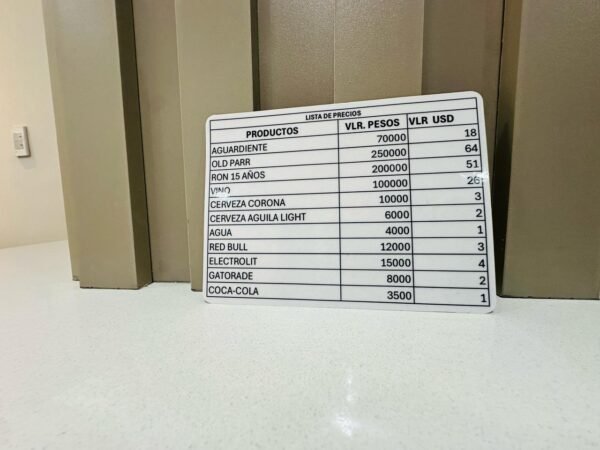 LISTA DE PRECIOS
PRODUCTOS VLR. PESOS VLR USD
AGUARDIENTE 70000 18
OLD PARR 250000 64
RON 15 AÑOS 200000 51
VINO 100000 26
CERVEZA CORONA 10000 3
CERVEZA AGUILA LIGHT 6000 2
AGUA 4000 1
RED BULL 12000 3
ELECTROLIT 15000 4
GATORADE 8000 2
COCA-COLA 3500 1